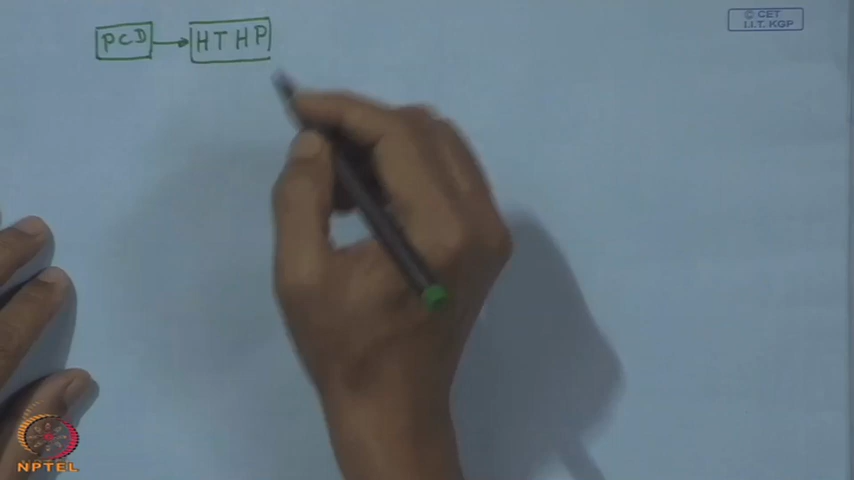 PCD → HTHP
© CET
I.I.T. KGP
NPTEL